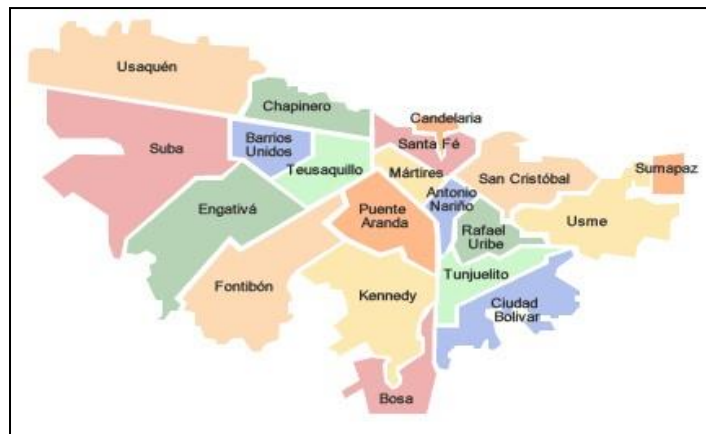 Usaquén
Chapinero
Candelaria
Suba
Barrios
Unidos
Santa Fé
Teusaquillo
Mártires
San Cristóbal
Sumapaz
Antonio
Nariño
Engativá
Puente
Aranda
Usme
Rafael
Uribe
Tunjuelito
Fontibón
Kennedy
Ciudad
Bolivar
Bosa